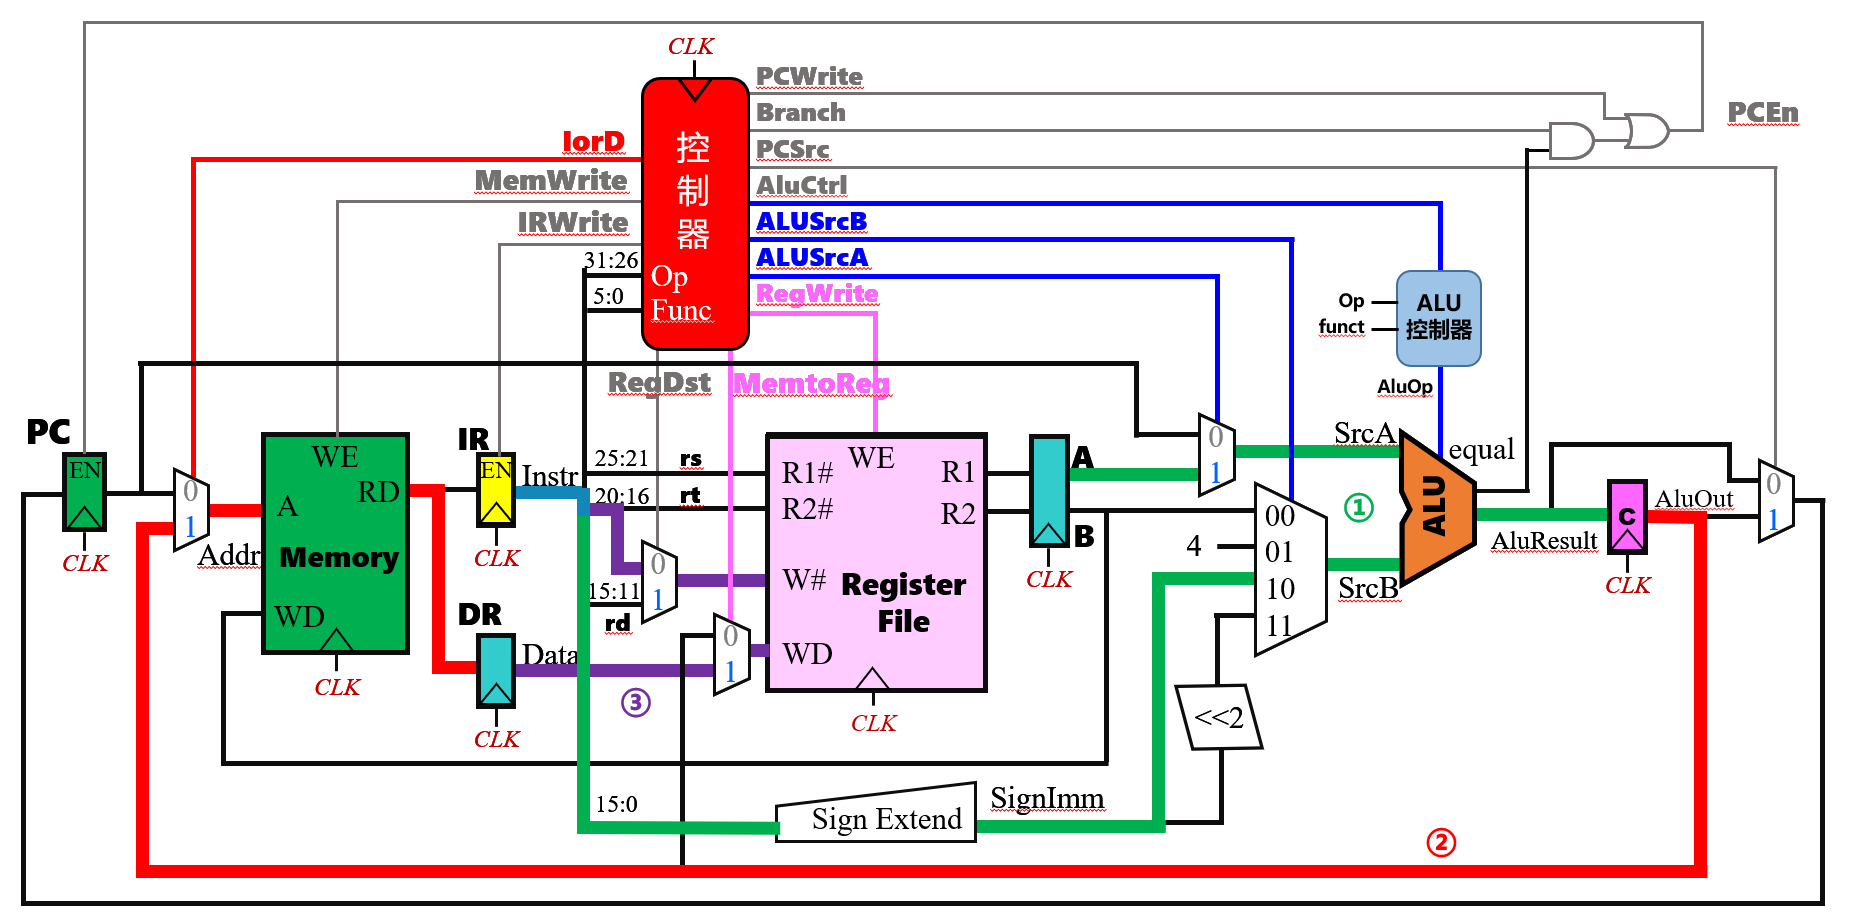 CLK
PCWrite
Branch
PCEn
IorD
控
制
器
PCSrc
MemWrite
AluCtrl
IRWrite
ALUSrcB
31:26
Op
ALUSrcA
5:0
Func
RegWrite
Op
funct
ALU
控制器
RegDst
MemtoReg
AluOp
PC
EN
CLK
0
1
Addr
WE
A
RD
Memory
WD
CLK
IR
EN
Instr
CLK
DR
Data
CLK
③
25:21
rs
20:16
rt
15:11
rd
0
1
0
1
WE
R1#
R1
R2#
R2
W#
Register
File
WD
CLK
A
B
CLK
0
1
4
00
01
10
11
<<2
SrcA
①
SrcB
ALU
equal
AluResult
C
CLK
AluOut
0
1
15:0
Sign Extend
SignImm
②